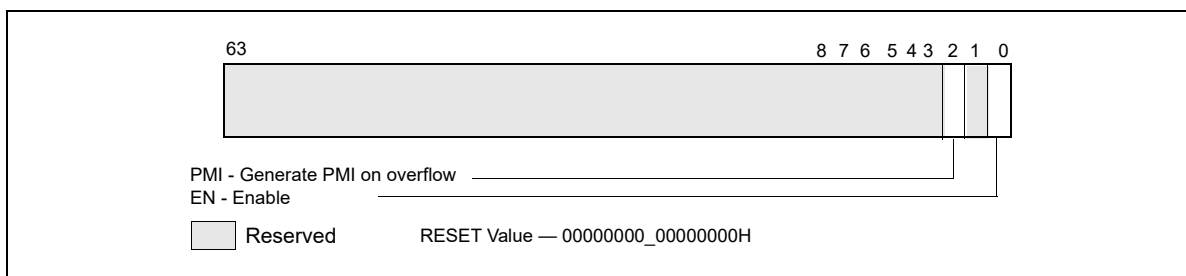 63 8 7 6 5 4 3 2 1 0
PMI - Generate PMI on overflow
EN - Enable
Reserved RESET Value — 00000000_00000000H